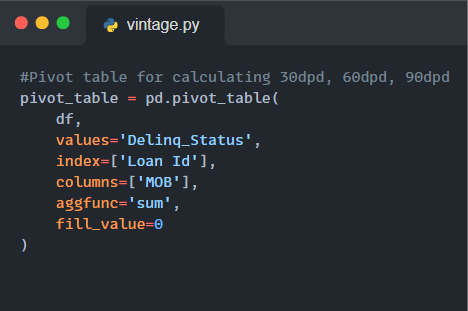 vintage.py
#Pivot table for calculating 30dpd, 60dpd, 90dpd
pivot_table = pd.pivot_table(
    df,
    values='Delinq_Status',
    index=['Loan Id'],
    columns=['MOB'],
    aggfunc='sum',
    fill_value=0
)